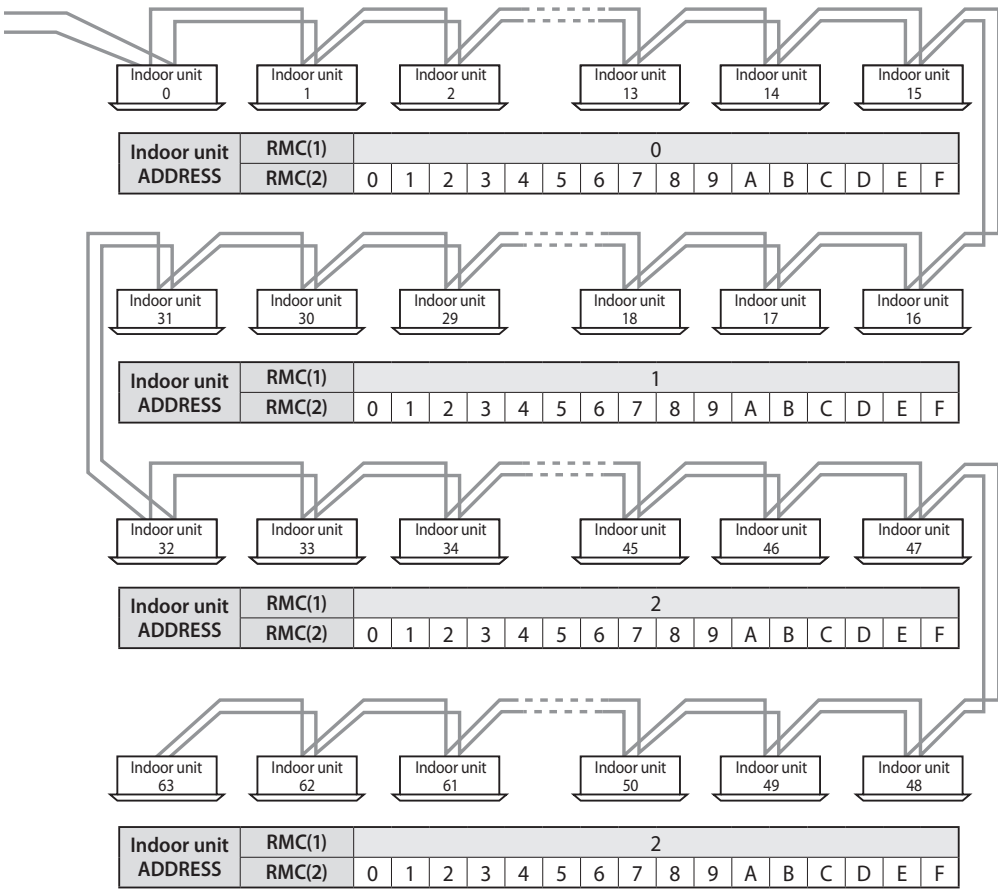 Indoor unit 0 Indoor unit 1 Indoor unit 2 Indoor unit 13 Indoor unit 14 Indoor unit 15
Indoor unit ADDRESS RMC(1) 0
RMC(2) 0 1 2 3 4 5 6 7 8 9 A B C D E F
Indoor unit 31 Indoor unit 30 Indoor unit 29 Indoor unit 18 Indoor unit 17 Indoor unit 16
Indoor unit ADDRESS RMC(1) 1
RMC(2) 0 1 2 3 4 5 6 7 8 9 A B C D E F
Indoor unit 32 Indoor unit 33 Indoor unit 34 Indoor unit 45 Indoor unit 46 Indoor unit 47
Indoor unit ADDRESS RMC(1) 2
RMC(2) 0 1 2 3 4 5 6 7 8 9 A B C D E F
Indoor unit 63 Indoor unit 62 Indoor unit 61 Indoor unit 50 Indoor unit 49 Indoor unit 48
Indoor unit ADDRESS RMC(1) 2
RMC(2) 0 1 2 3 4 5 6 7 8 9 A B C D E F